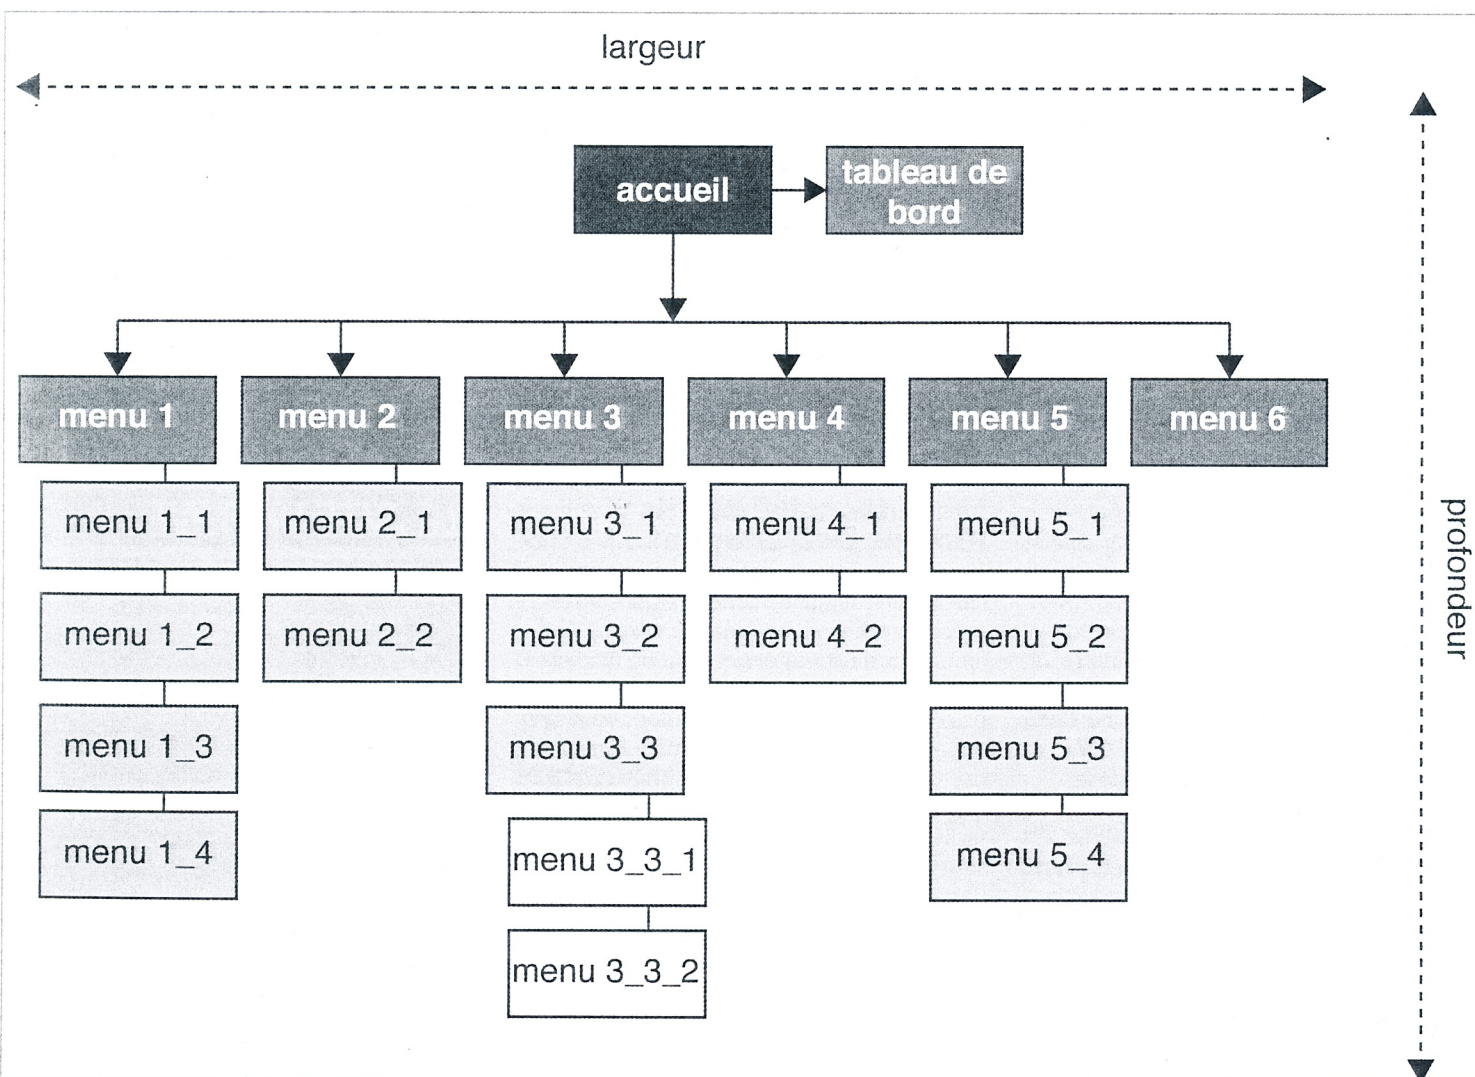 largeur
accueil
tableau de
bord
menu 1
menu 2
menu 3
menu 4
menu 5
menu 6
menu 1_1
menu 2_1
menu 3_1
menu 4_1
menu 5_1
menu 1_2
menu 2_2
menu 3_2
menu 4_2
menu 5_2
menu 1_3
menu 3_3
menu 5_3
menu 1_4
menu 3_3_1
menu 5_4
menu 3_3_2
profondeur